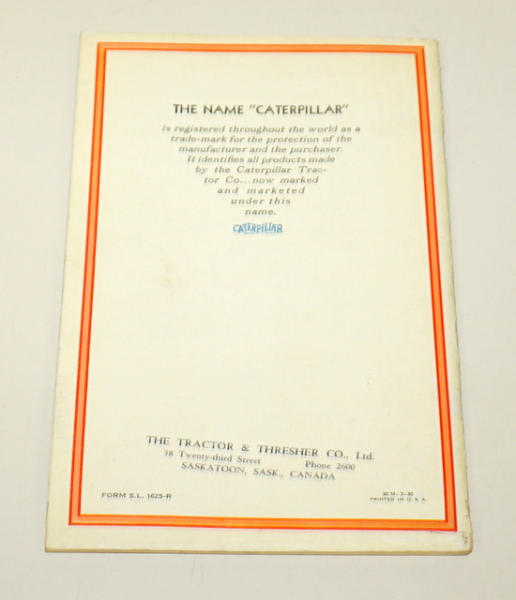 THE NAME "CATERPILLAR"
is registered throughout the world as a
trade-mark for the protection of the
manufacturer and the purchaser.
It identifies all products made
by the Caterpillar Trac-
tor Co...now marked
and marketed
under this
name.
CATERPILLAR
THE TRACTOR & THRESHER CO., Ltd.
38 Twenty-third Street Phone 2600
SASKATOON, SASK., CANADA
FORM S.L. 1625-R
PRINTED IN U. S. A.